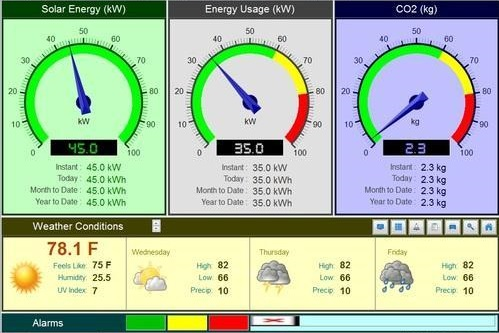 Solar Energy (kW)
0 10 20 30 40 50 60 70 80 90 100
kW
45.0
Instant : 45.0 kW
Today : 45.0 kWh
Month to Date : 45.0 kWh
Year to Date : 45.0 kWh
Energy Usage (kW)
0 10 20 30 40 50 60 70 80 90 100
kW
35.0
Instant : 35.0 kW
Today : 35.0 kWh
Month to Date : 35.0 kWh
Year to Date : 35.0 kWh
CO2 (kg)
0 10 20 30 40 50 60 70 80 90 100
kg
2.3
Instant : 2.3 kg
Today : 2.3 kg
Month to Date : 2.3 kg
Year to Date : 2.3 kg
Weather Conditions
78.1 F
Feels Like: 75 F
Humidity: 25.5
UV Index: 7
Wednesday
High: 82
Low: 66
Precip: 10
Thursday
High: 82
Low: 66
Precip: 10
Friday
High: 82
Low: 66
Precip: 10
Alarms